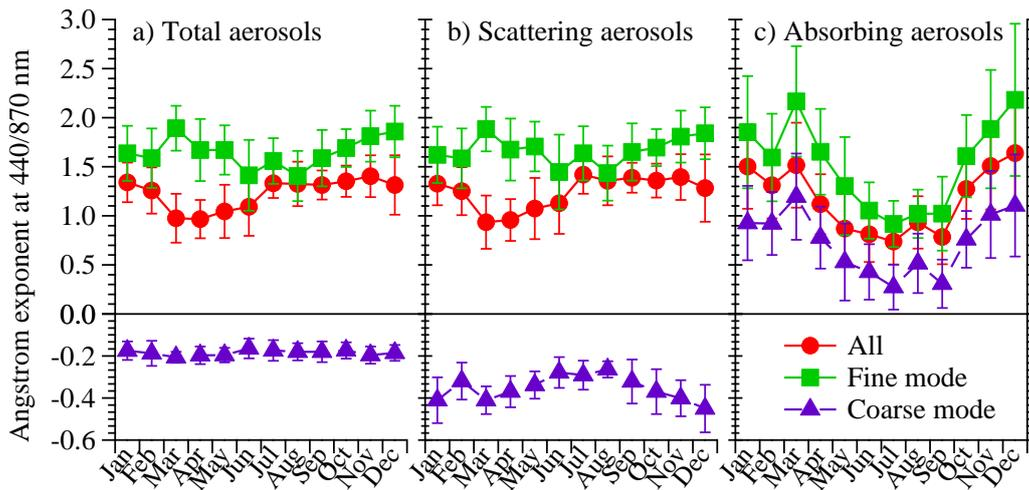 Angstrom exponent at 440/870 nm
3.0
2.5
2.0
1.5
1.0
0.5
0.0
-0.2
-0.4
-0.6
a) Total aerosols
b) Scattering aerosols
c) Absorbing aerosols
All
Fine mode
Coarse mode
Jan Feb Mar Apr May Jun Jul Aug Sep Oct Nov Dec
Jan Feb Mar Apr May Jun Jul Aug Sep Oct Nov Dec
Jan Feb Mar Apr May Jun Jul Aug Sep Oct Nov Dec